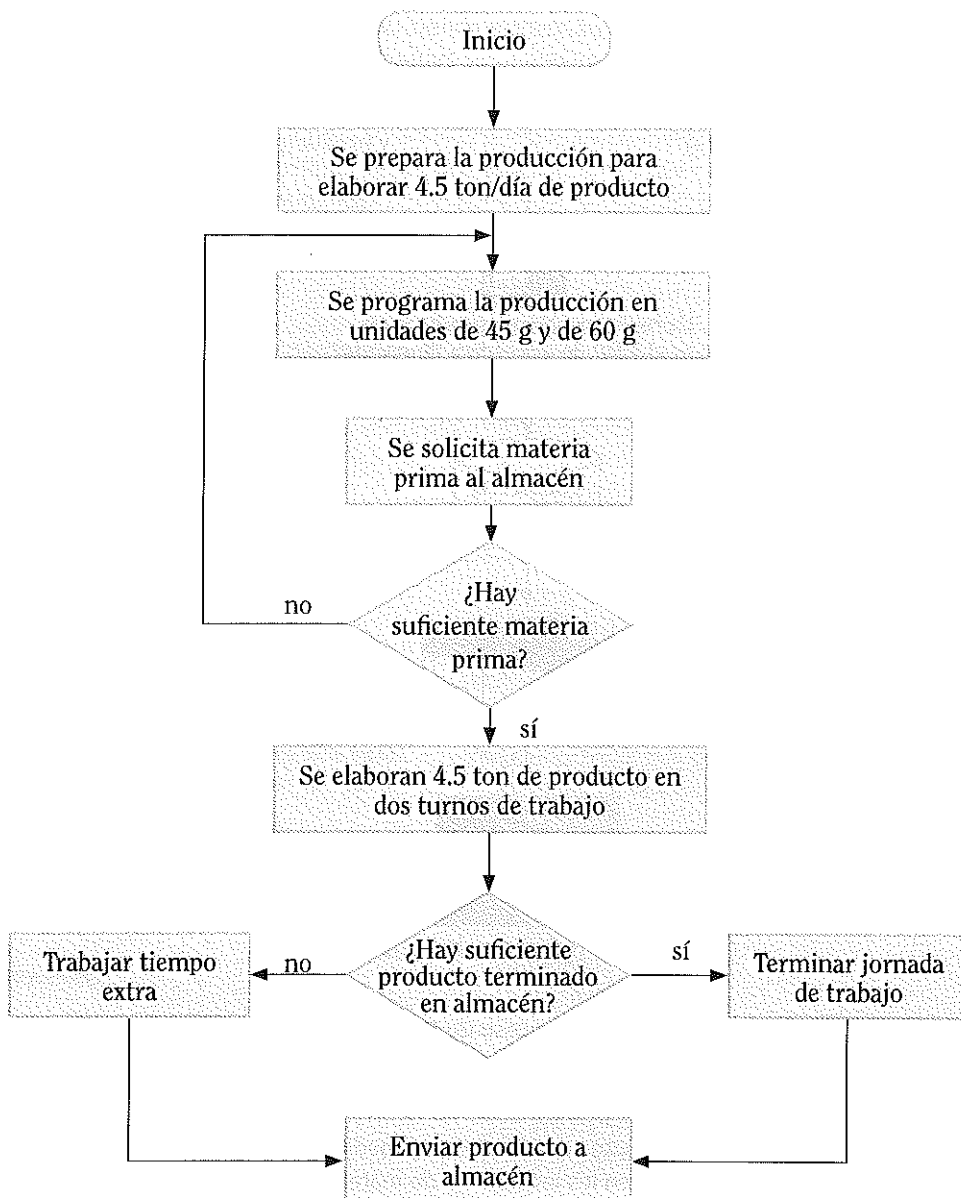 Inicio
Se prepara la producción para
elaborar 4.5 ton/día de producto
Se programa la producción en
unidades de 45 g y de 60 g
Se solicita materia
prima al almacén
¿Hay
suficiente materia
prima?
no
sí
Se elaboran 4.5 ton de producto en
dos turnos de trabajo
¿Hay suficiente
producto terminado
en almacén?
no
sí
Trabajar tiempo
extra
Terminar jornada
de trabajo
Enviar producto a
almacén